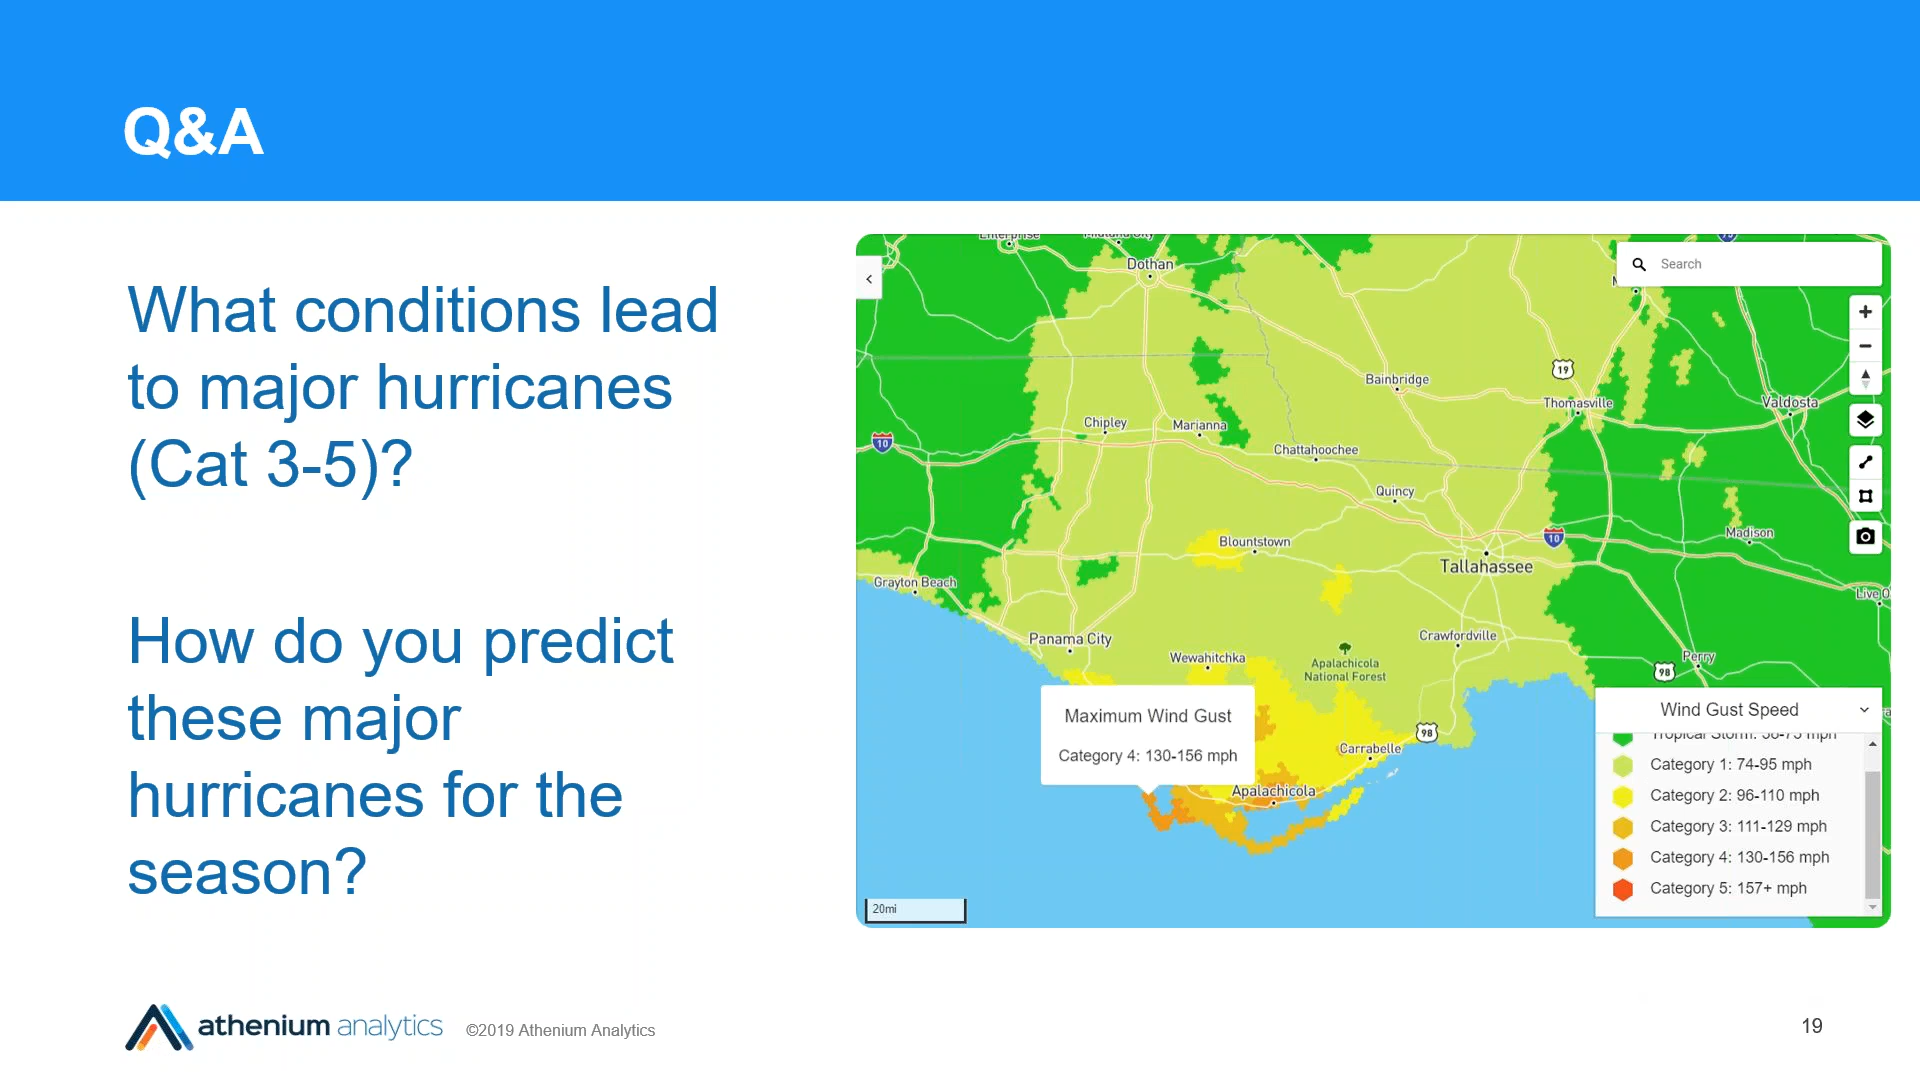 Q&A
What conditions lead
to major hurricanes
(Cat 3-5)?
How do you predict
these major
hurricanes for the
season?
Enterprise
Midland City
Dothan
Search
Bainbridge
19
Thomasville
Valdosta
Chipley
Marianna
10
Chattahoochee
Quincy
Blountstown
10
Madison
Tallahassee
Grayton Beach
Panama City
Crawfordville
Wewahitchka
Apalachicola
National Forest
98
Perry
Maximum Wind Gust
Category 4: 130-156 mph
98
Carrabelle
Apalachicola
Wind Gust Speed
Category 1: 74-95 mph
Category 2: 96-110 mph
Category 3: 111-129 mph
Category 4: 130-156 mph
Category 5: 157+ mph
20mi
athenium analytics
©2019 Athenium Analytics
19